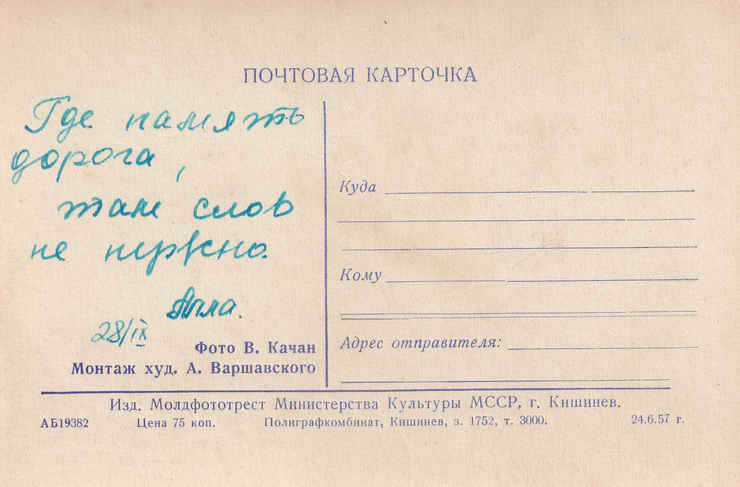 ПОЧТОВАЯ КАРТОЧКА
Где память
дорога,
там слов
не нужно.
Алла.
28/IX
Фото В. Качан
Монтаж худ. А. Варшавского
Куда
Кому
Адрес отправителя:
Изд. Молдфототрест Министерства Культуры МССР, г. Кишинев.
АБ19382 Цена 75 коп. Полиграфкомбинат, Кишинев, з. 1752, т. 3000. 24.6.57 г.